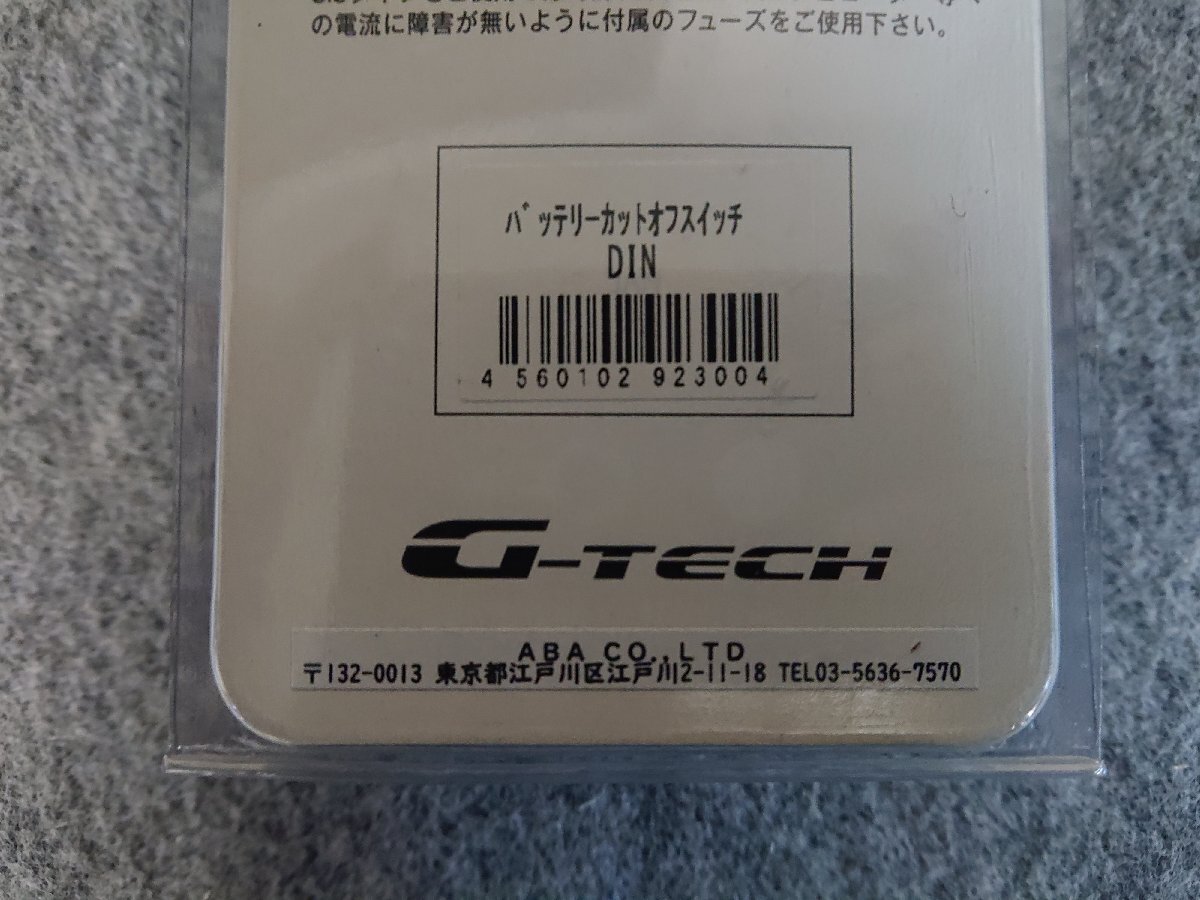 の電流に障害が無いように付属のフューズをご使用下さい。
ﾊﾞｯﾃﾘｰｶｯﾄｵﾌｽｲｯﾁ
DIN
4 560102 923004
G-TECH
ABA CO.,LTD
〒132-0013 東京都江戸川区江戸川2-11-18 TEL03-5636-7570